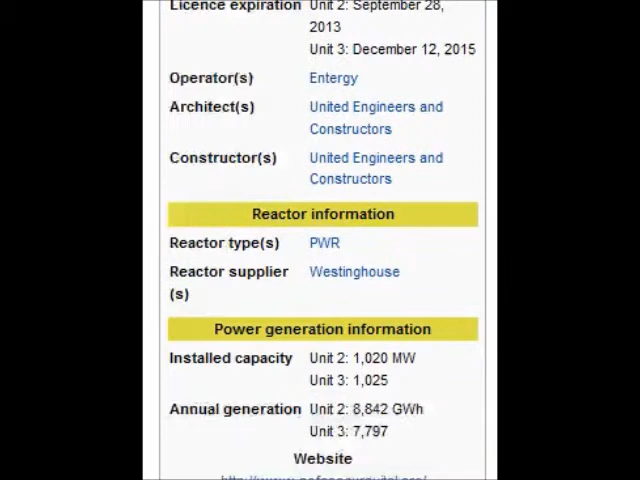 Licence expiration Unit 2: September 28,
2013
Unit 3: December 12, 2015
Operator(s) Entergy
Architect(s) United Engineers and
Constructors
Constructor(s) United Engineers and
Constructors
Reactor information
Reactor type(s) PWR
Reactor supplier Westinghouse
(s)
Power generation information
Installed capacity Unit 2: 1,020 MW
Unit 3: 1,025
Annual generation Unit 2: 8,842 GWh
Unit 3: 7,797
Website